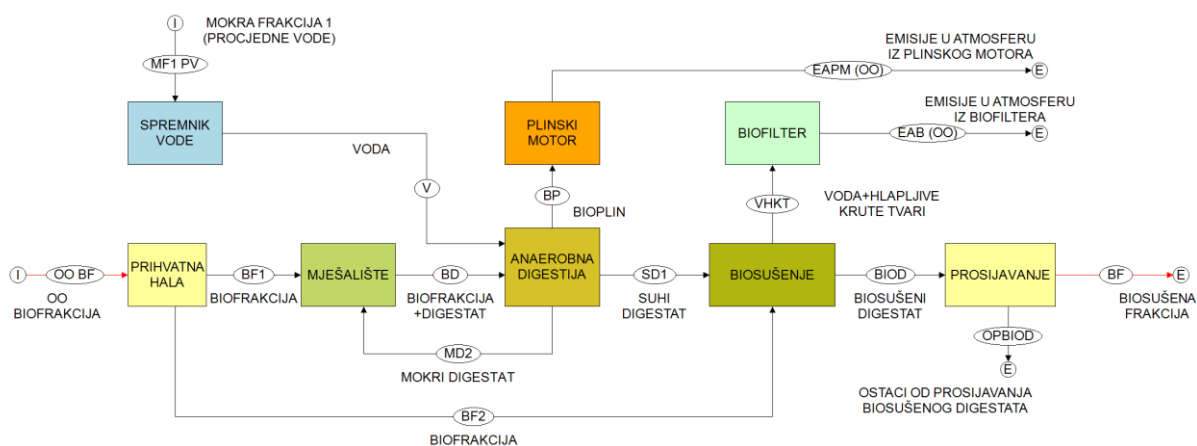 I
MOKRA FRAKCIJA 1
(PROCJEDNE VODE)
MF1 PV
SPREMNIK
VODE
VODA
V
PLINSKI
MOTOR
EMISIJE U ATMOSFERU
IZ PLINSKOG MOTORA
EAPM (OO)
E
BIOFILTER
EMISIJE U ATMOSFERU
IZ BIOFILTERA
EAB (OO)
E
BP
BIOPLIN
VHKT
VODA+HLAPLJIVE
KRUTE TVARI
I
OO BF
OO
BIOFRAKCIJA
PRIHVATNA
HALA
BF1
BIOFRAKCIJA
MJEŠALIŠTE
BD
BIOFRAKCIJA
+DIGESTAT
ANAEROBNA
DIGESTIJA
SD1
SUHI
DIGESTAT
BIOSUŠENJE
BIOD
BIOSUŠENI
DIGESTAT
PROSIJAVANJE
BF
E
BIOSUŠENA
FRAKCIJA
OPBIOD
E
OSTACI OD PROSIJAVANJA
BIOSUŠENOG DIGESTATA
MD2
MOKRI DIGESTAT
BF2
BIOFRAKCIJA